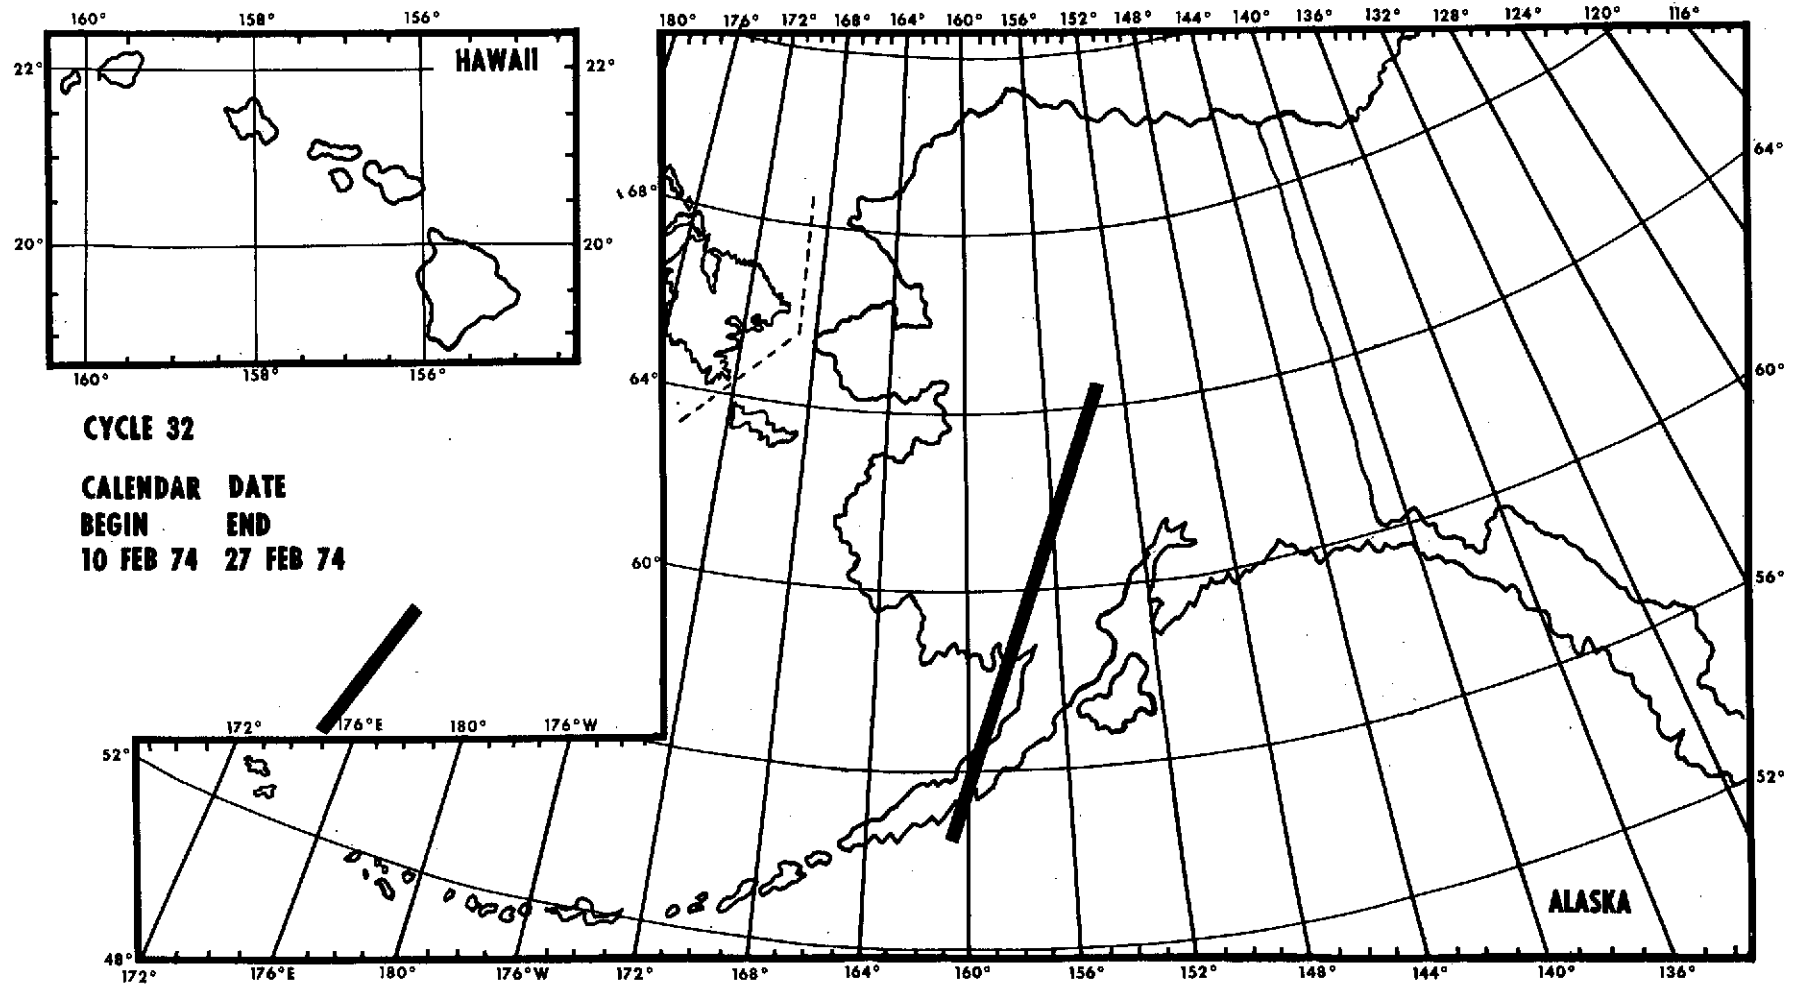 160° 158° 156°
HAWAII
22° 22°
20° 20°
160° 158° 156°
180° 176° 172° 168° 164° 160° 156° 152° 148° 144° 140° 136° 132° 128° 124° 120° 116°
68° 64°
64° 60°
60° 56°
52° 52°
48°
CYCLE 32
CALENDAR DATE
BEGIN END
10 FEB 74 27 FEB 74
172° 176°E 180° 176°W
ALASKA
172° 176°E 180° 176°W 172° 168° 164° 160° 156° 152° 148° 144° 140° 136°